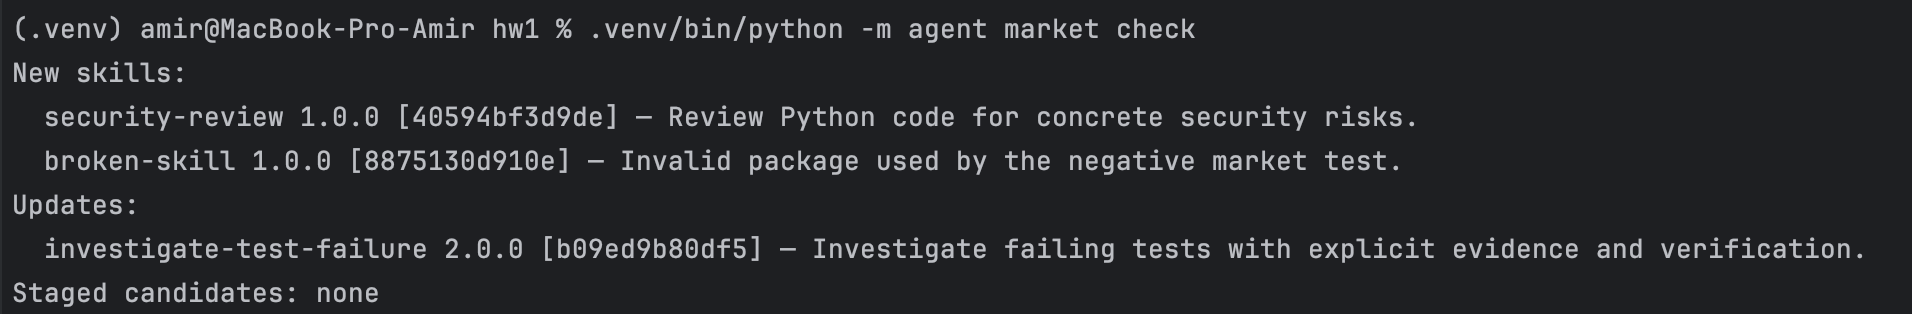 (.venv) amir@MacBook-Pro-Amir hw1 % .venv/bin/python -m agent market check
New skills:
  security-review 1.0.0 [40594bf3d9de] — Review Python code for concrete security risks.
  broken-skill 1.0.0 [8875130d910e] — Invalid package used by the negative market test.
Updates:
  investigate-test-failure 2.0.0 [b09ed9b80df5] — Investigate failing tests with explicit evidence and verification.
Staged candidates: none